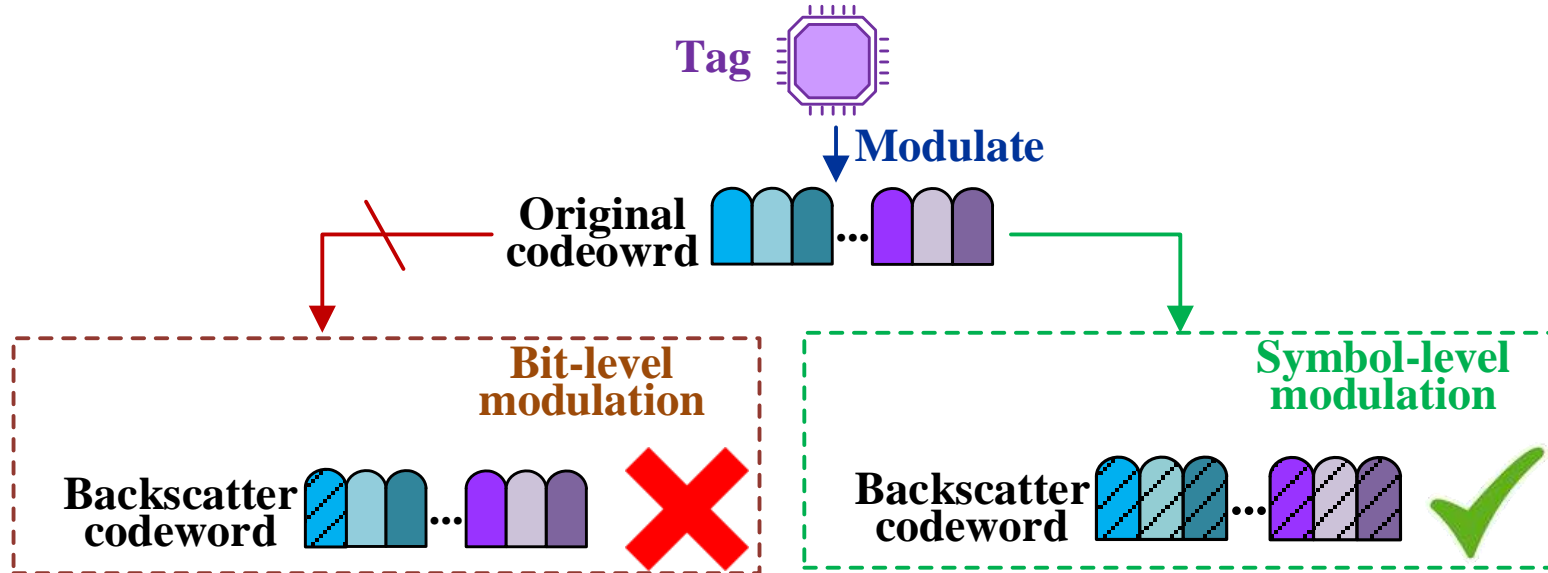 Tag
Modulate
Original
codeowrd
...
Bit-level
modulation
Backscatter
codeword
...
Symbol-level
modulation
Backscatter
codeword
...